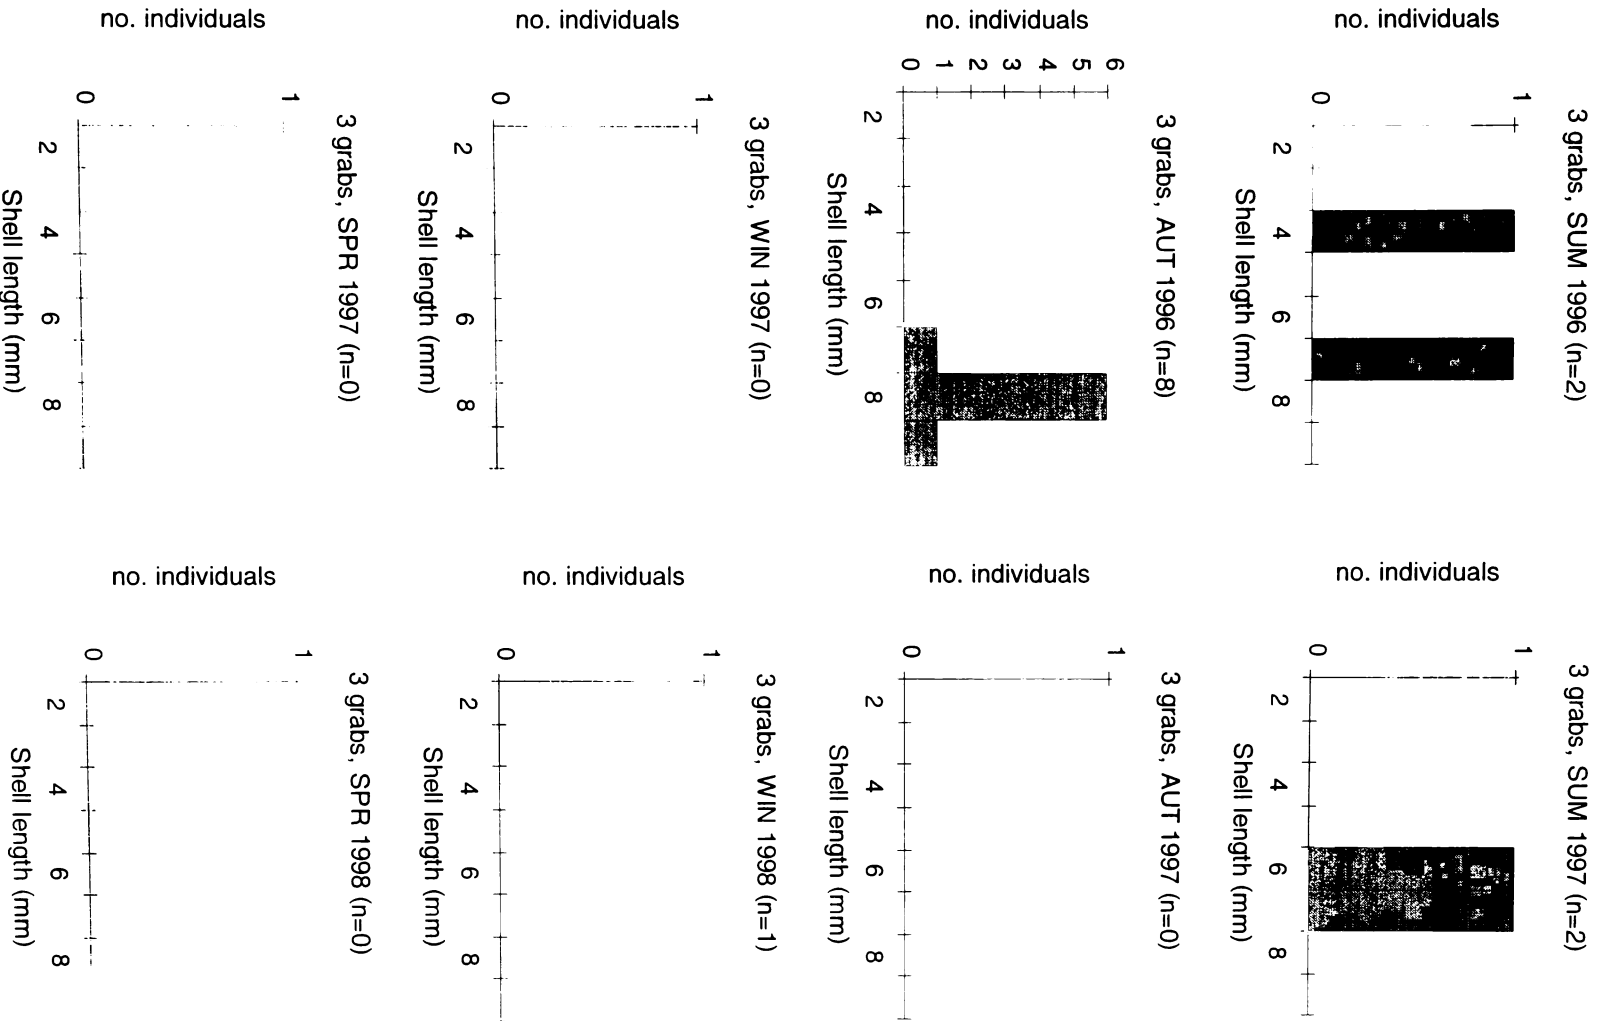 3 grabs, SUM 1996 (n=2)
no. individuals
1
0
2 4 6 8
Shell length (mm)
3 grabs, SUM 1997 (n=2)
no. individuals
1
0
2 4 6 8
Shell length (mm)
3 grabs, AUT 1996 (n=8)
no. individuals
6
5
4
3
2
1
0
2 4 6 8
Shell length (mm)
3 grabs, AUT 1997 (n=0)
no. individuals
1
0
2 4 6 8
Shell length (mm)
3 grabs, WIN 1997 (n=0)
no. individuals
1
0
2 4 6 8
Shell length (mm)
3 grabs, WIN 1998 (n=1)
no. individuals
1
0
2 4 6 8
Shell length (mm)
3 grabs, SPR 1997 (n=0)
no. individuals
1
0
2 4 6 8
Shell length (mm)
3 grabs, SPR 1998 (n=0)
no. individuals
1
0
2 4 6 8
Shell length (mm)